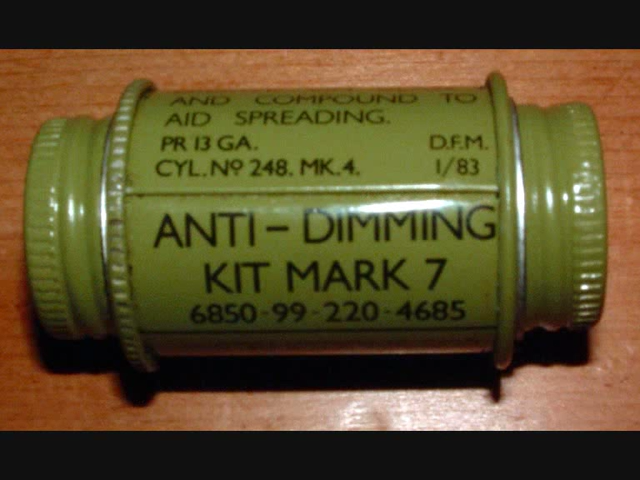 AND COMPOUND TO
AID SPREADING.
PR 13 GA. D.F.M.
CYL. Nº 248. MK. 4. 1/83
ANTI-DIMMING
KIT MARK 7
6850-99-220-4685